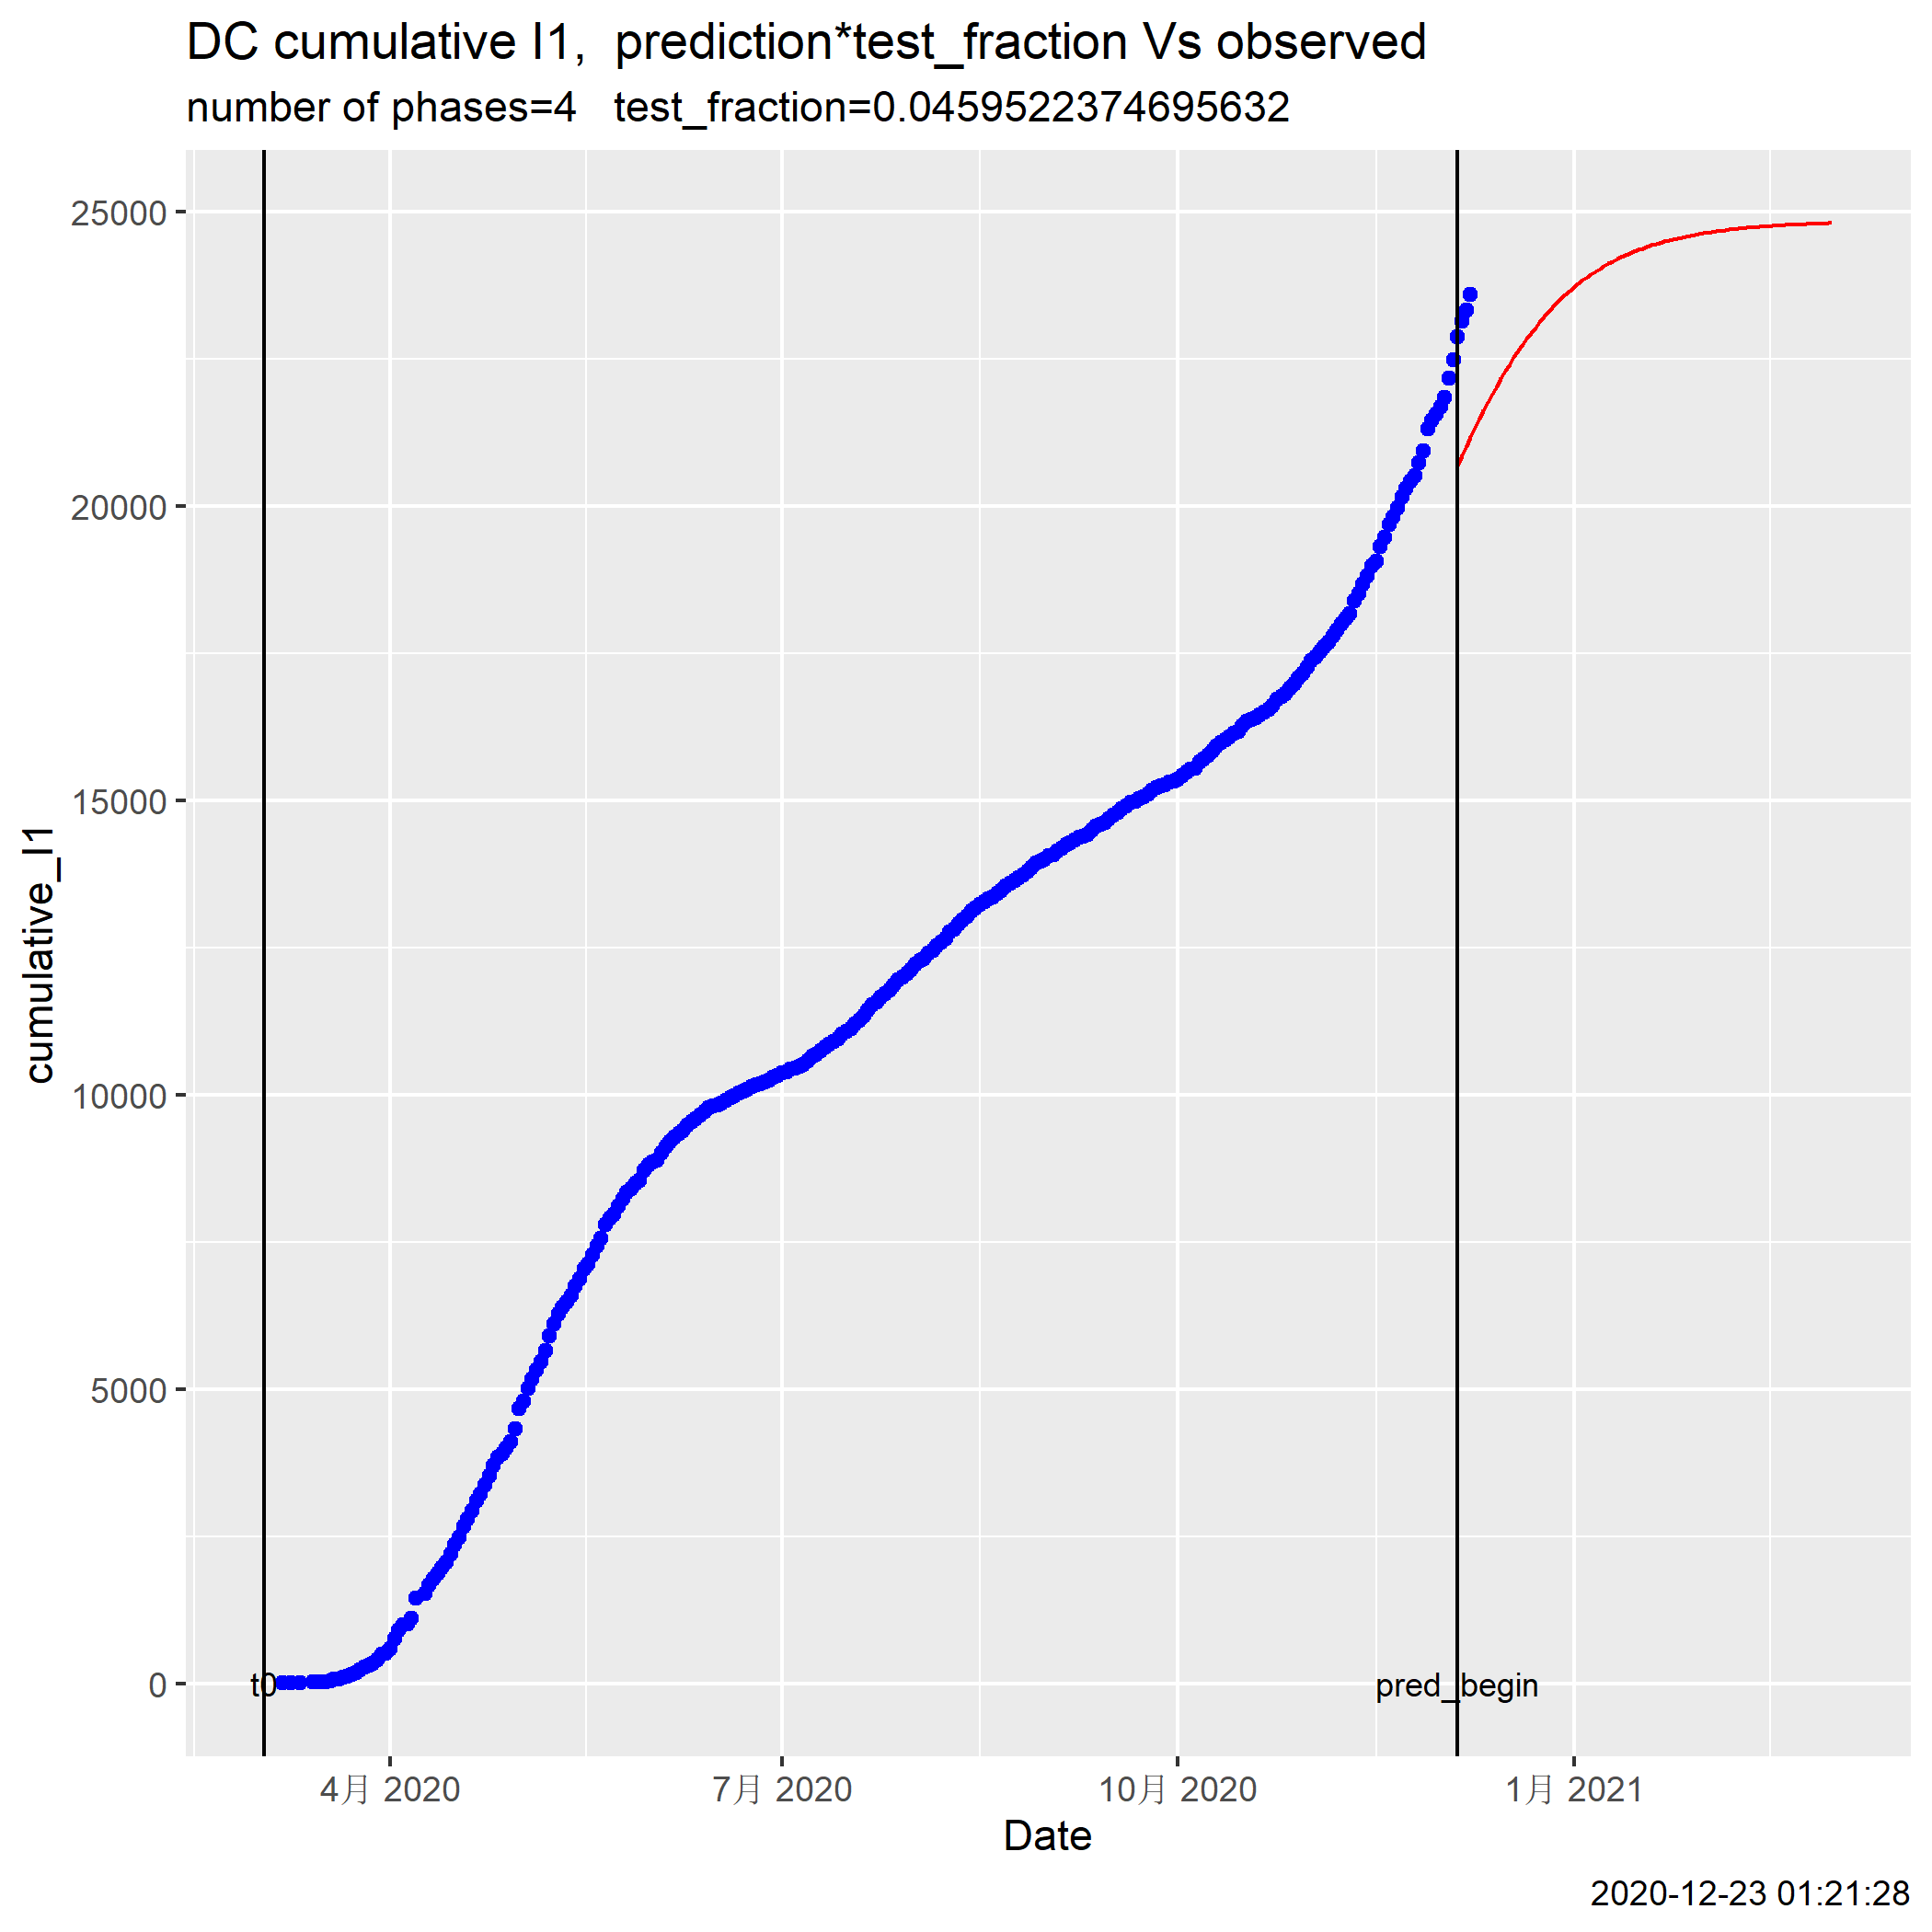 DC cumulative I1,  prediction*test_fraction Vs observed
number of phases=4   test_fraction=0.0459522374695632
25000
20000
15000
10000
5000
0
cumulative_I1
t0
pred_begin
4月 2020
7月 2020
10月 2020
1月 2021
Date
2020-12-23 01:21:28